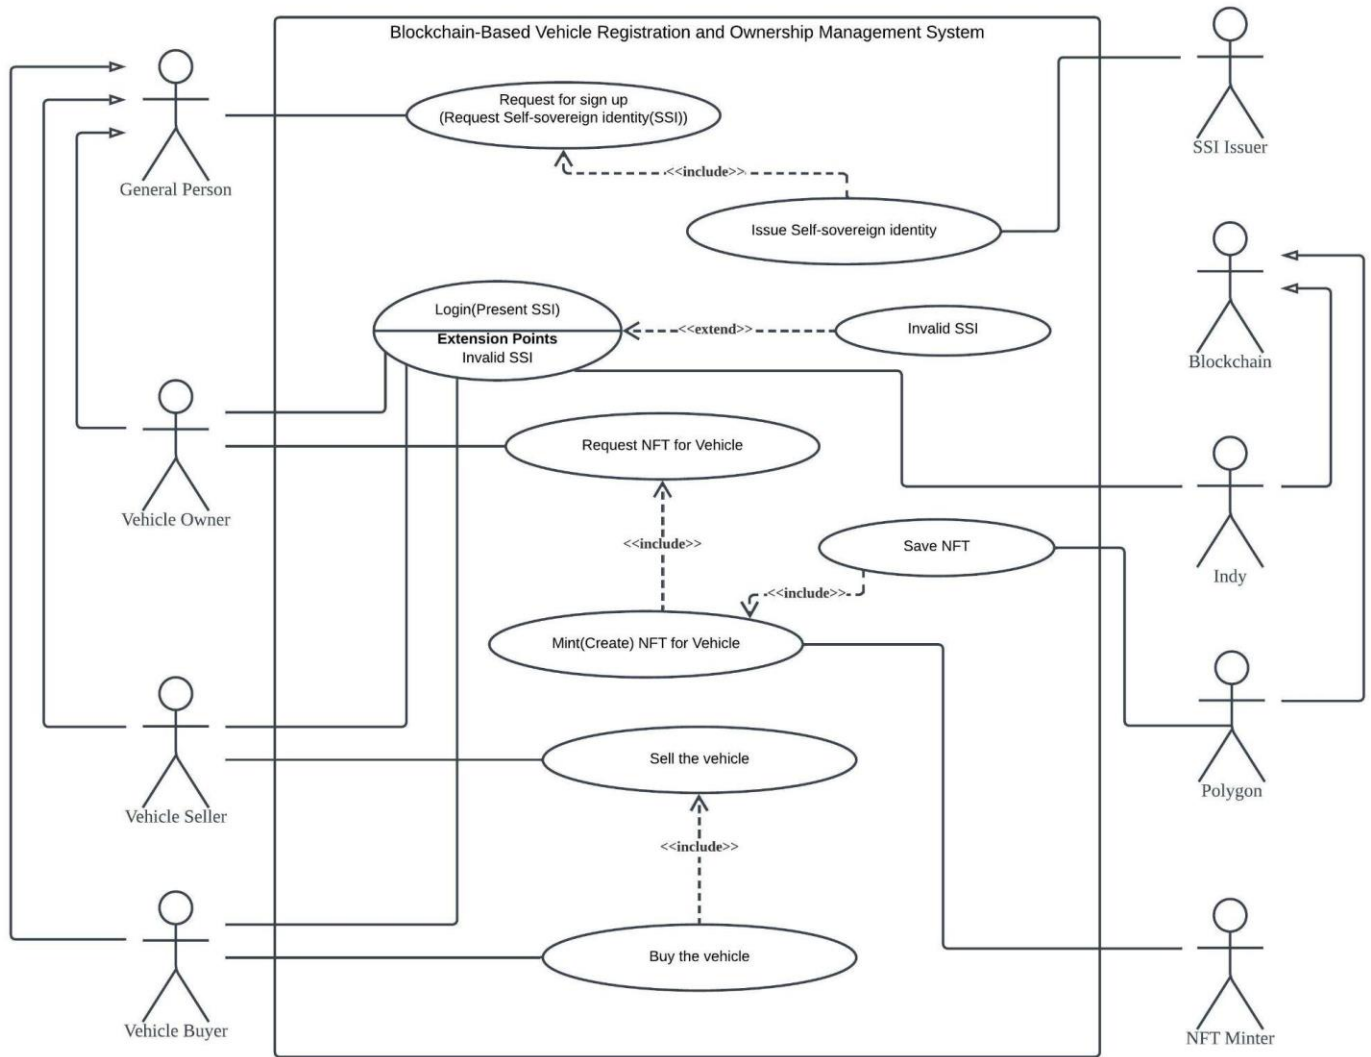 Blockchain-Based Vehicle Registration and Ownership Management System
Request for sign up
(Request Self-sovereign identity(SSI))
General Person
SSI Issuer
<<include>>
Issue Self-sovereign identity
Login(Present SSI)
Extension Points
Invalid SSI
<<extend>>
Invalid SSI
Blockchain
Vehicle Owner
Request NFT for Vehicle
<<include>>
Save NFT
Indy
<<include>>
Mint(Create) NFT for Vehicle
Vehicle Seller
Sell the vehicle
Polygon
<<include>>
Buy the vehicle
Vehicle Buyer
NFT Minter